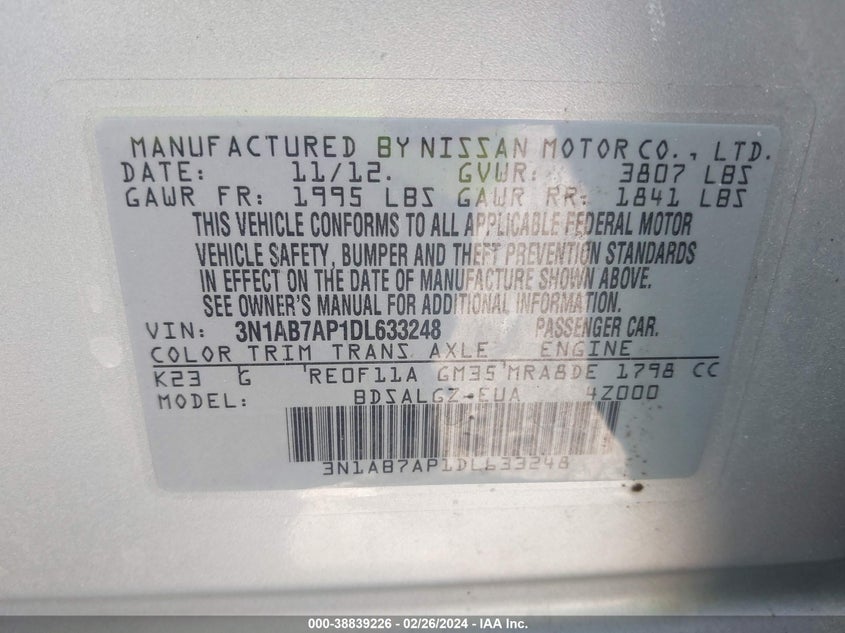 MANUFACTURED BY NISSAN MOTOR CO., LTD.
DATE: 11/12. GVWR: 3807 LBS
GAWR FR: 1995 LBS GAWR RR: 1841 LBS
THIS VEHICLE CONFORMS TO ALL APPLICABLE FEDERAL MOTOR
VEHICLE SAFETY, BUMPER AND THEFT PREVENTION STANDARDS
IN EFFECT ON THE DATE OF MANUFACTURE SHOWN ABOVE.
SEE OWNER'S MANUAL FOR ADDITIONAL INFORMATION.
VIN: 3N1AB7AP1DL633248 PASSENGER CAR.
COLOR TRIM TRANS AXLE ENGINE
K23 G RE0F11A GM35 MRA8DE 1798 CC
MODEL: BDSALGZ-EUA 4Z000
3N1AB7AP1DL633248
000-38839226 - 02/26/2024 - IAA Inc.